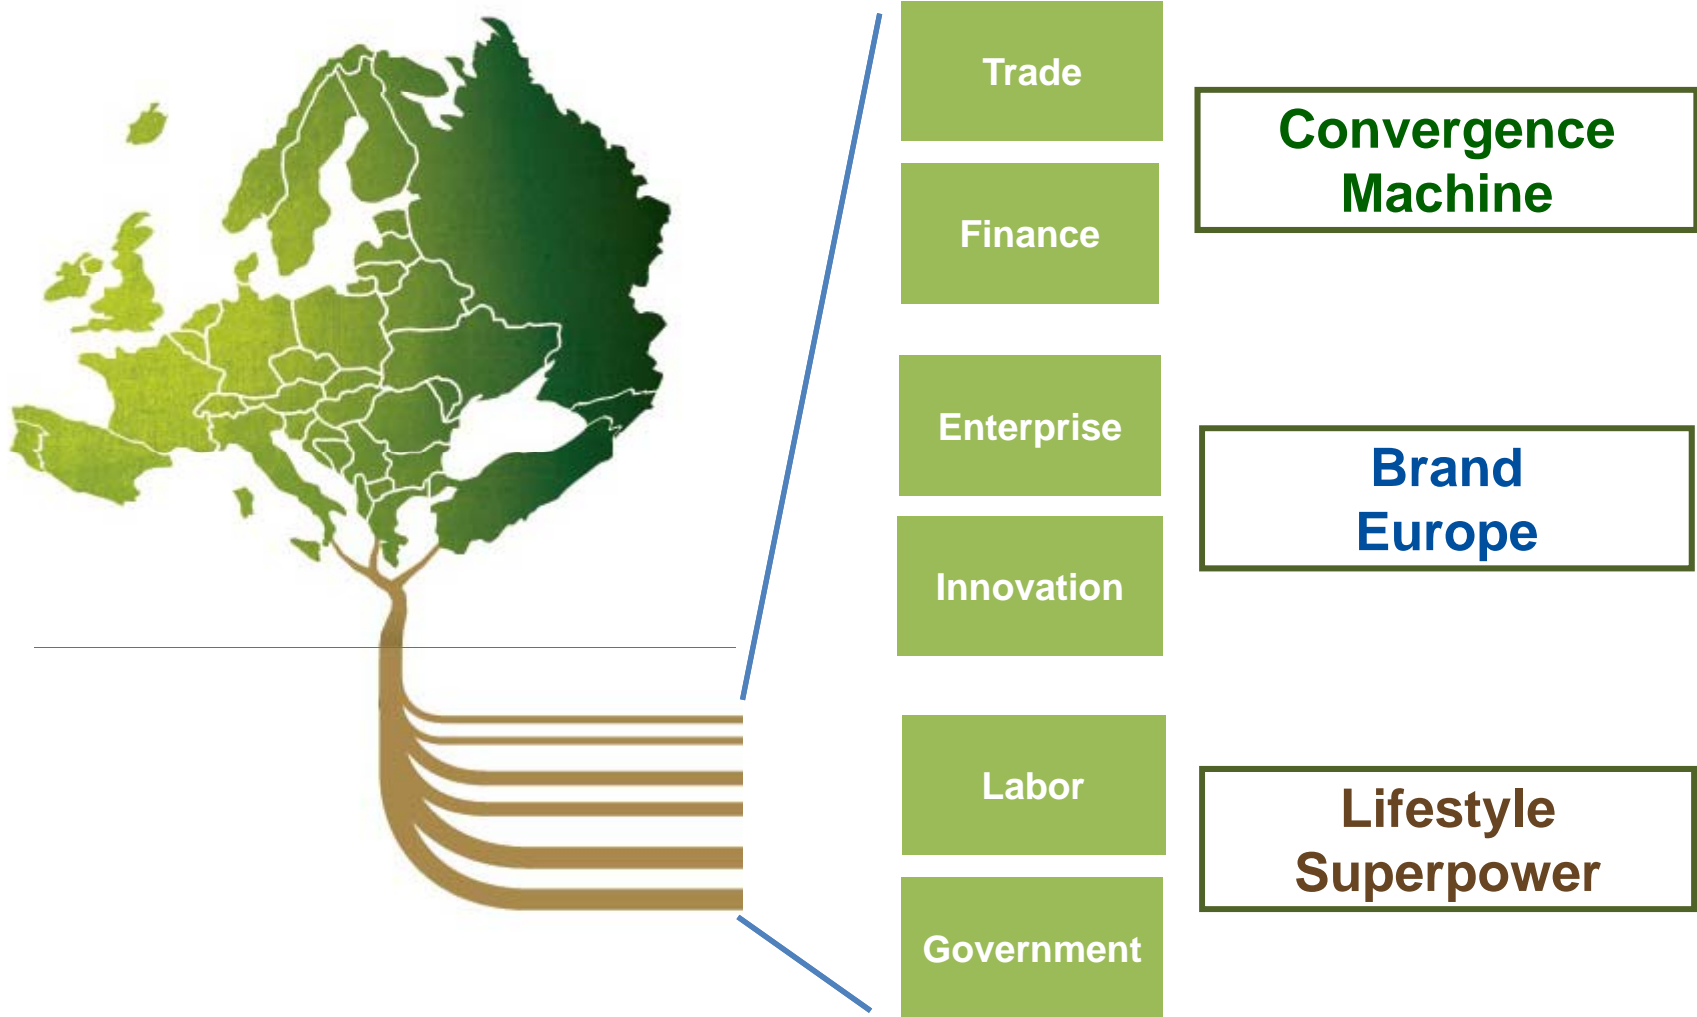 Trade
Convergence
Machine
Finance
Enterprise
Brand
Europe
Innovation
Labor
Lifestyle
Superpower
Government